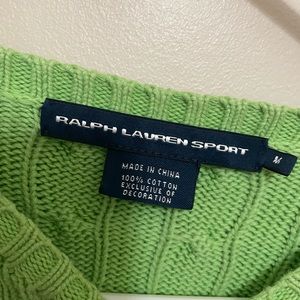 RALPH LAUREN SPORT
M
MADE IN CHINA
100% COTTON
EXCLUSIVE OF
DECORATION